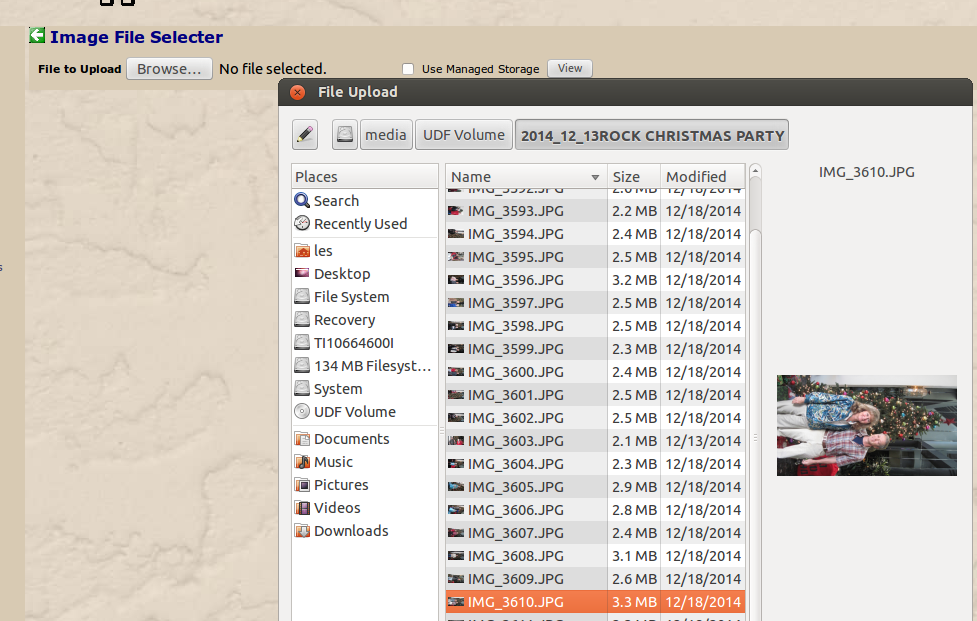 Image File Selecter
File to Upload Browse... No file selected. Use Managed Storage View
File Upload
media UDF Volume 2014_12_13ROCK CHRISTMAS PARTY
Places
Search
Recently Used
les
Desktop
File System
Recovery
TI10664600I
134 MB Filesyst...
System
UDF Volume
Documents
Music
Pictures
Videos
Downloads
Name Size Modified
IMG_3592.JPG 2.6 MB 12/18/2014
IMG_3593.JPG 2.2 MB 12/18/2014
IMG_3594.JPG 2.4 MB 12/18/2014
IMG_3595.JPG 2.5 MB 12/18/2014
IMG_3596.JPG 3.2 MB 12/18/2014
IMG_3597.JPG 2.5 MB 12/18/2014
IMG_3598.JPG 2.5 MB 12/18/2014
IMG_3599.JPG 2.3 MB 12/18/2014
IMG_3600.JPG 2.4 MB 12/18/2014
IMG_3601.JPG 2.5 MB 12/18/2014
IMG_3602.JPG 2.5 MB 12/18/2014
IMG_3603.JPG 2.1 MB 12/13/2014
IMG_3604.JPG 2.3 MB 12/18/2014
IMG_3605.JPG 2.9 MB 12/18/2014
IMG_3606.JPG 2.8 MB 12/18/2014
IMG_3607.JPG 2.4 MB 12/18/2014
IMG_3608.JPG 3.1 MB 12/18/2014
IMG_3609.JPG 2.6 MB 12/18/2014
IMG_3610.JPG 3.3 MB 12/18/2014
IMG_3610.JPG